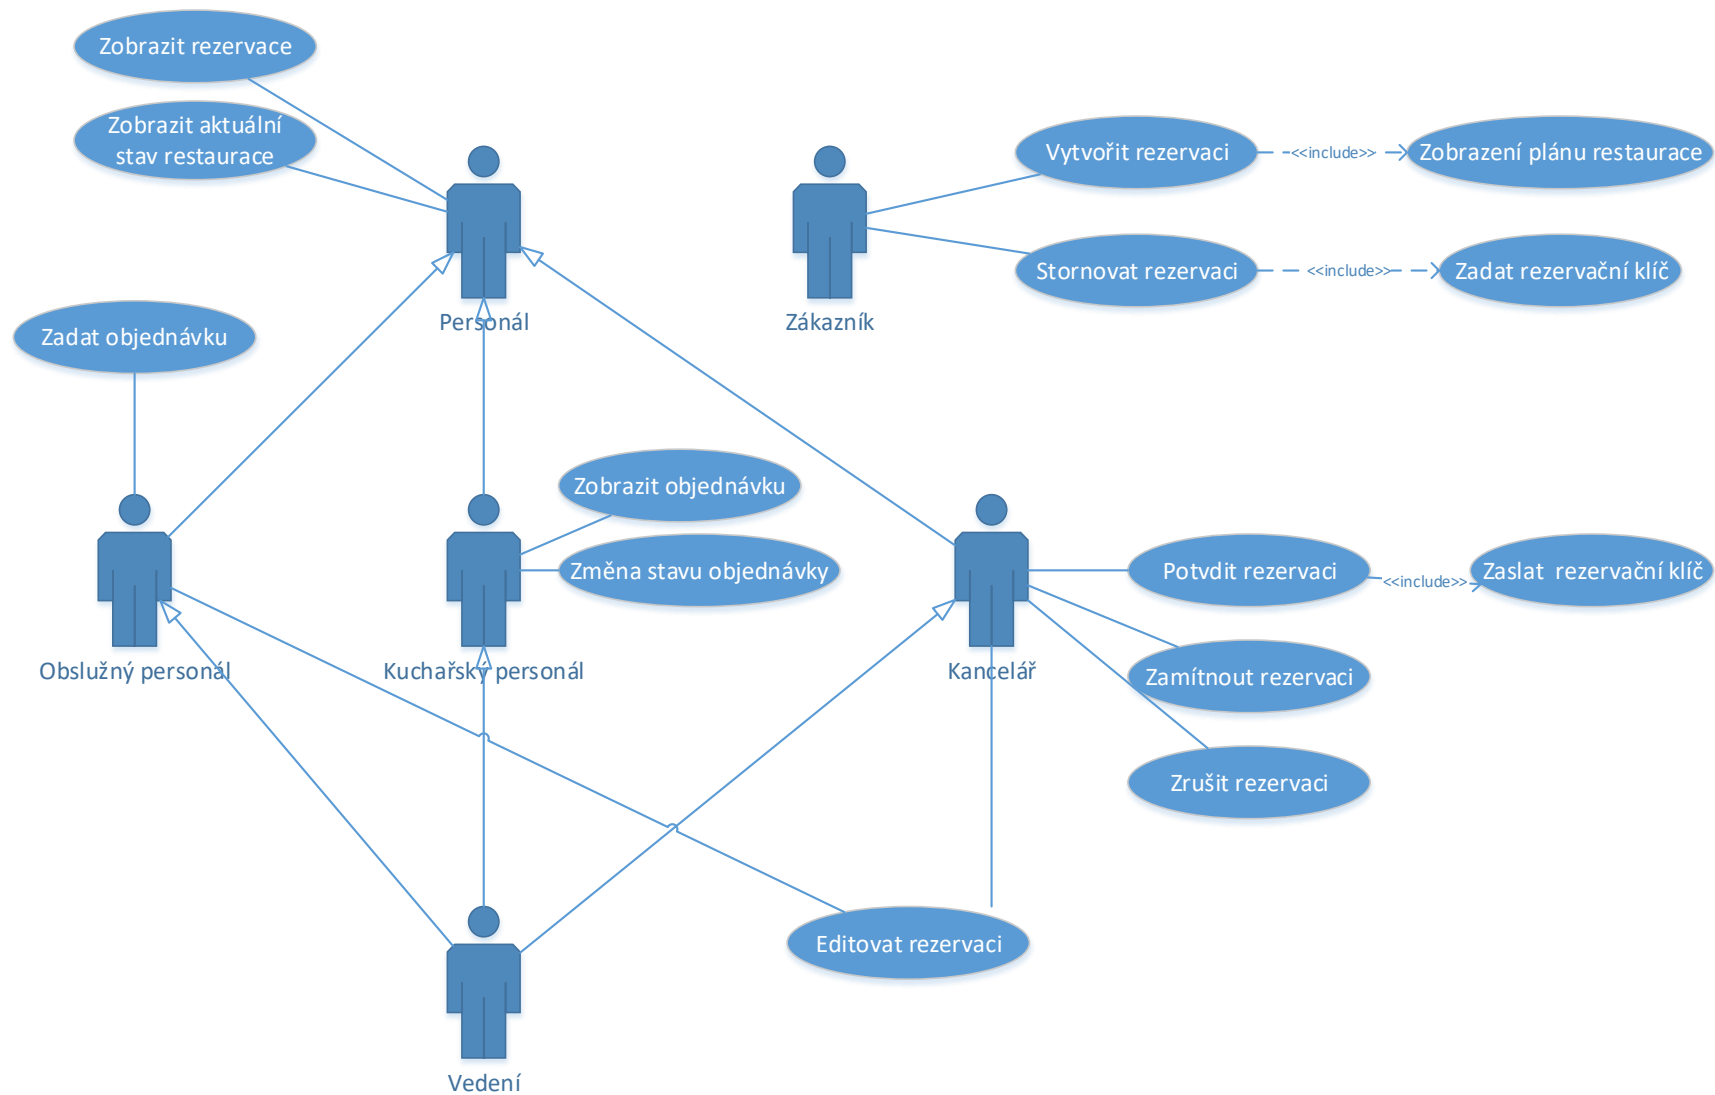 Zobrazit rezervace
Zobrazit aktuální
stav restaurace
Vytvořit rezervaci
<<include>>
Zobrazení plánu restaurace
Stornovat rezervaci
<<include>>
Zadat rezervační klíč
Personál
Zákazník
Zadat objednávku
Zobrazit objednávku
Změna stavu objednávky
Potvdit rezervaci
<<include>>
Zaslat  rezervační klíč
Obslužný personál
Kuchařský personál
Kancelář
Zamítnout rezervaci
Zrušit rezervaci
Editovat rezervaci
Vedení